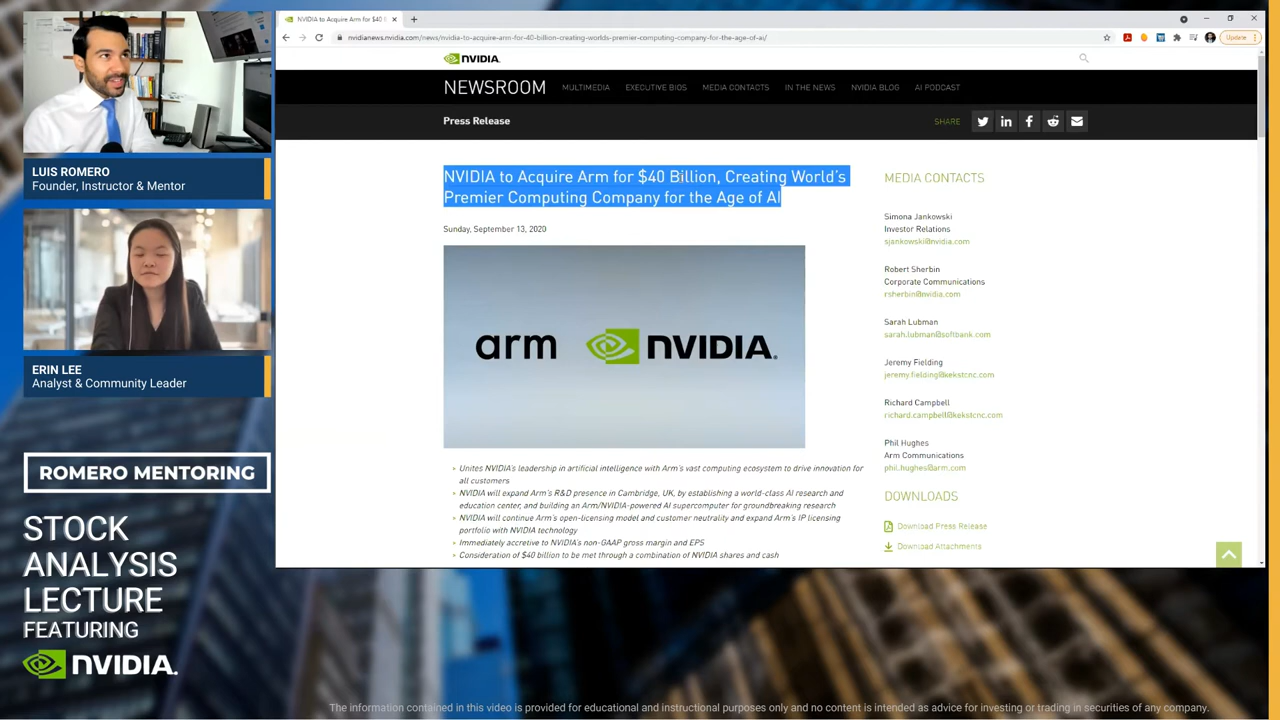 NVIDIA to Acquire Arm for $40 B
nvidianews.nvidia.com/news/nvidia-to-acquire-arm-for-40-billion-creating-worlds-premier-computing-company-for-the-age-of-ai/
Update
NVIDIA.
NEWSROOM
MULTIMEDIA
EXECUTIVE BIOS
MEDIA CONTACTS
IN THE NEWS
NVIDIA BLOG
AI PODCAST
Press Release
SHARE
NVIDIA to Acquire Arm for $40 Billion, Creating World's
Premier Computing Company for the Age of AI
Sunday, September 13, 2020
arm NVIDIA.
Unites NVIDIA's leadership in artificial intelligence with Arm's vast computing ecosystem to drive innovation for
all customers
NVIDIA will expand Arm's R&D presence in Cambridge, UK, by establishing a world-class AI research and
education center, and building an Arm/NVIDIA-powered AI supercomputer for groundbreaking research
NVIDIA will continue Arm's open-licensing model and customer neutrality and expand Arm's IP licensing
portfolio with NVIDIA technology
Immediately accretive to NVIDIA's non-GAAP gross margin and EPS
Consideration of $40 billion to be met through a combination of NVIDIA shares and cash
MEDIA CONTACTS
Simona Jankowski
Investor Relations
sjankowski@nvidia.com
Robert Sherbin
Corporate Communications
rsherbin@nvidia.com
Sarah Lubman
sarah.lubman@softbank.com
Jeremy Fielding
jeremy.fielding@kekstcnc.com
Richard Campbell
richard.campbell@kekstcnc.com
Phil Hughes
Arm Communications
phil.hughes@arm.com
DOWNLOADS
Download Press Release
Download Attachments
LUIS ROMERO
Founder, Instructor & Mentor
ERIN LEE
Analyst & Community Leader
ROMERO MENTORING
STOCK
ANALYSIS
LECTURE
FEATURING
NVIDIA.
The information contained in this video is provided for educational and instructional purposes only and no content is intended as advice for investing or trading in securities of any company.